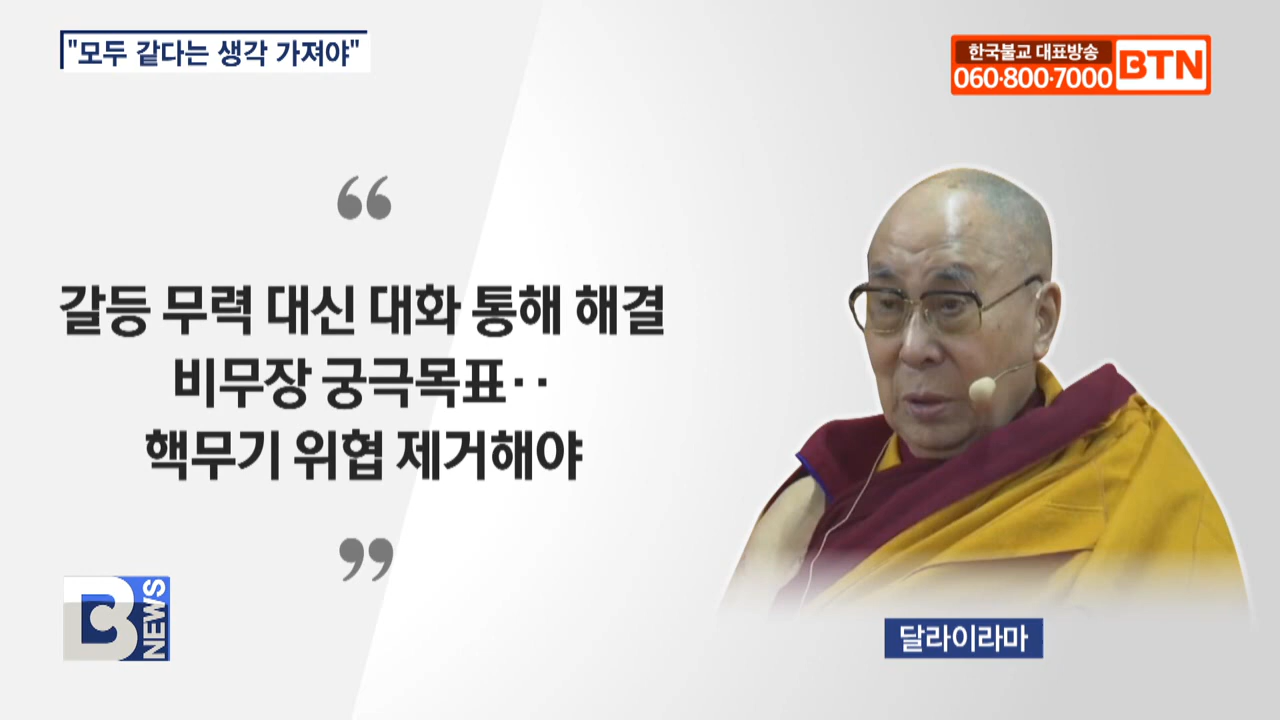 "모두 같다는 생각 가져야"
한국불교 대표방송
060·800·7000
BTN
“
갈등 무력 대신 대화 통해 해결
비무장 궁극목표‥
핵무기 위협 제거해야
”
B NEWS
달라이라마